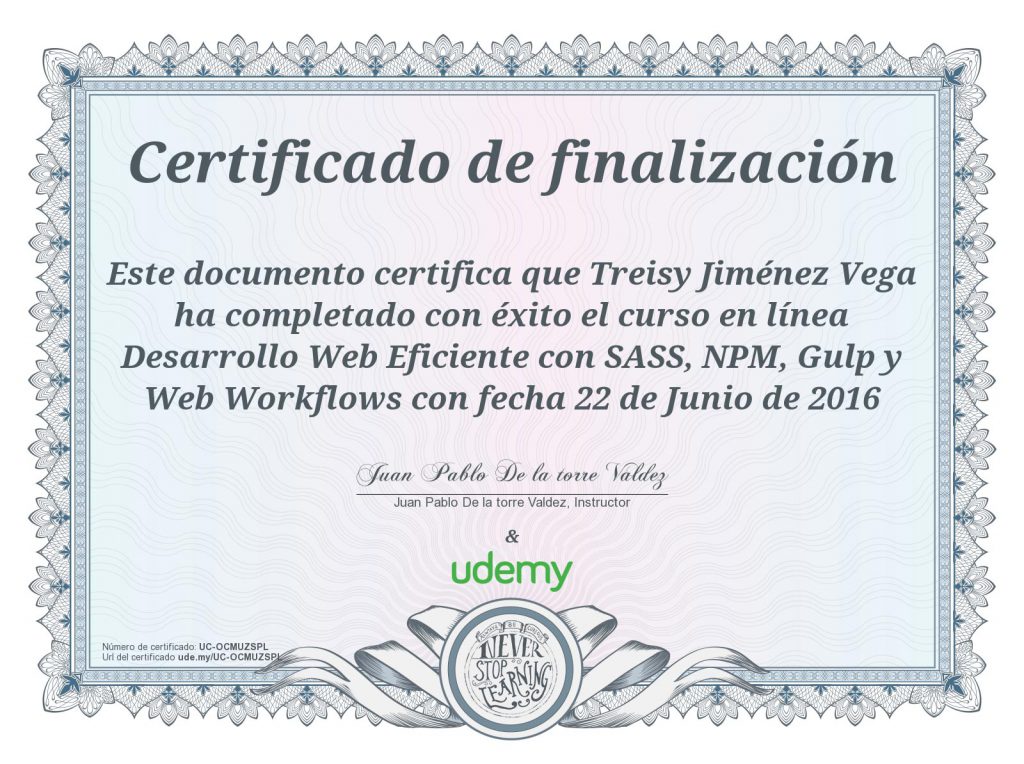 Certificado de finalización
Este documento certifica que Treisy Jiménez Vega
ha completado con éxito el curso en línea
Desarrollo Web Eficiente con SASS, NPM, Gulp y
Web Workflows con fecha 22 de Junio de 2016
Juan Pablo De la torre Valdez
Juan Pablo De la torre Valdez, Instructor
&
udemy
Número de certificado: UC-OCMUZSPL
Url del certificado ude.my/UC-OCMUZSPL
NEVER
STOP
LEARNING